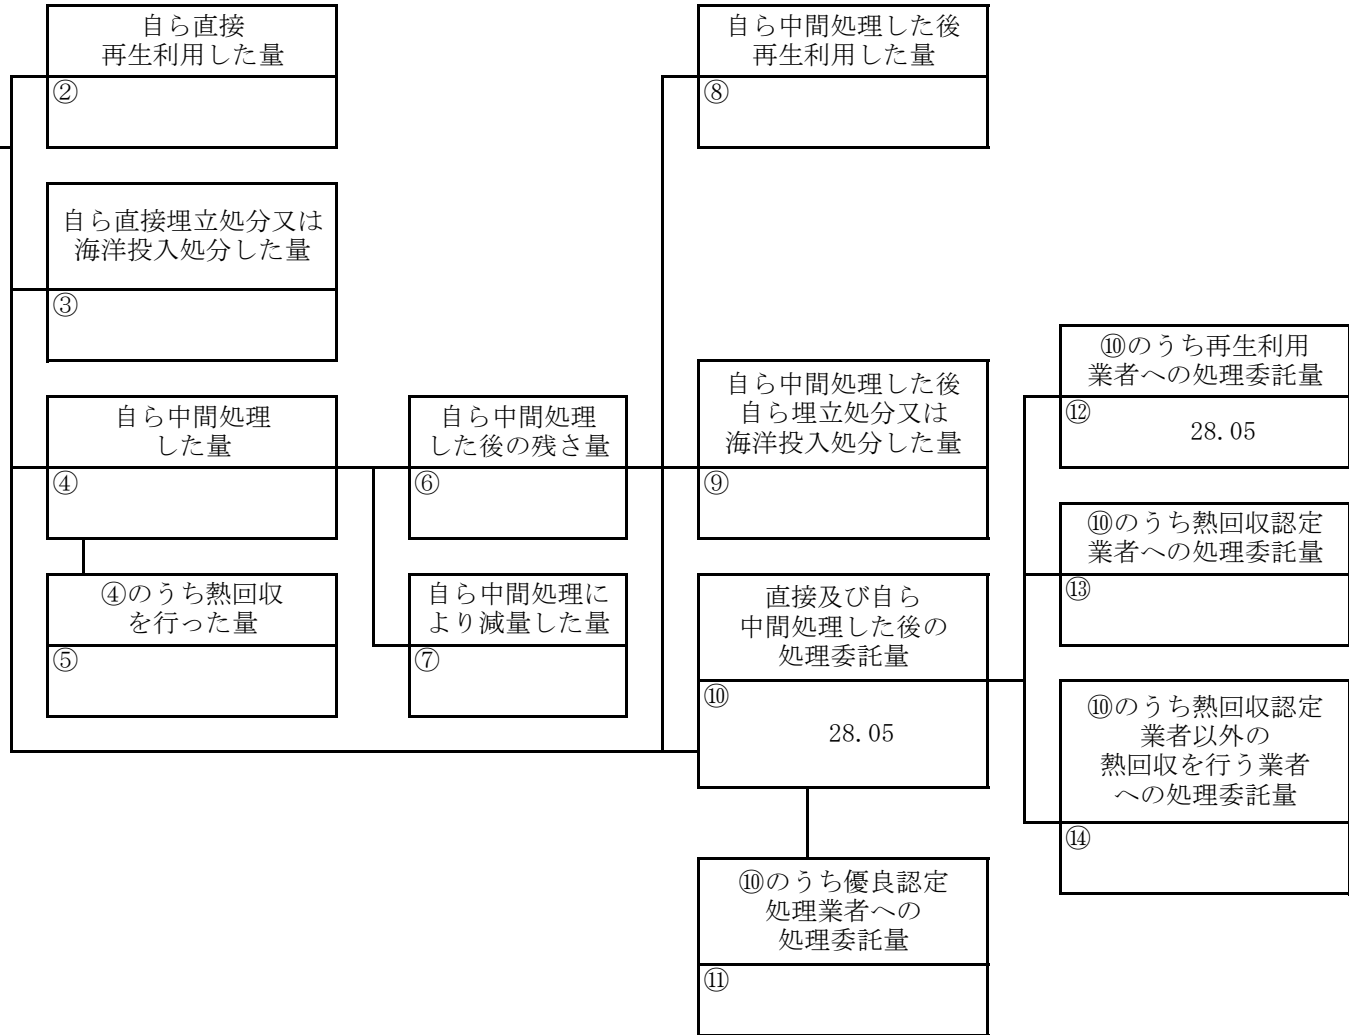 自ら直接
再生利用した量
②
自ら直接埋立処分又は
海洋投入処分した量
③
自ら中間処理
した量
④
④のうち熱回収
を行った量
⑤
自ら中間処理
した後の残さ量
⑥
自ら中間処理に
より減量した量
⑦
自ら中間処理した後
再生利用した量
⑧
自ら中間処理した後
自ら埋立処分又は
海洋投入処分した量
⑨
直接及び自ら
中間処理した後の
処理委託量
⑩
28.05
⑩のうち優良認定
処理業者への
処理委託量
⑪
⑩のうち再生利用
業者への処理委託量
⑫
28.05
⑩のうち熱回収認定
業者への処理委託量
⑬
⑩のうち熱回収認定
業者以外の
熱回収を行う業者
への処理委託量
⑭